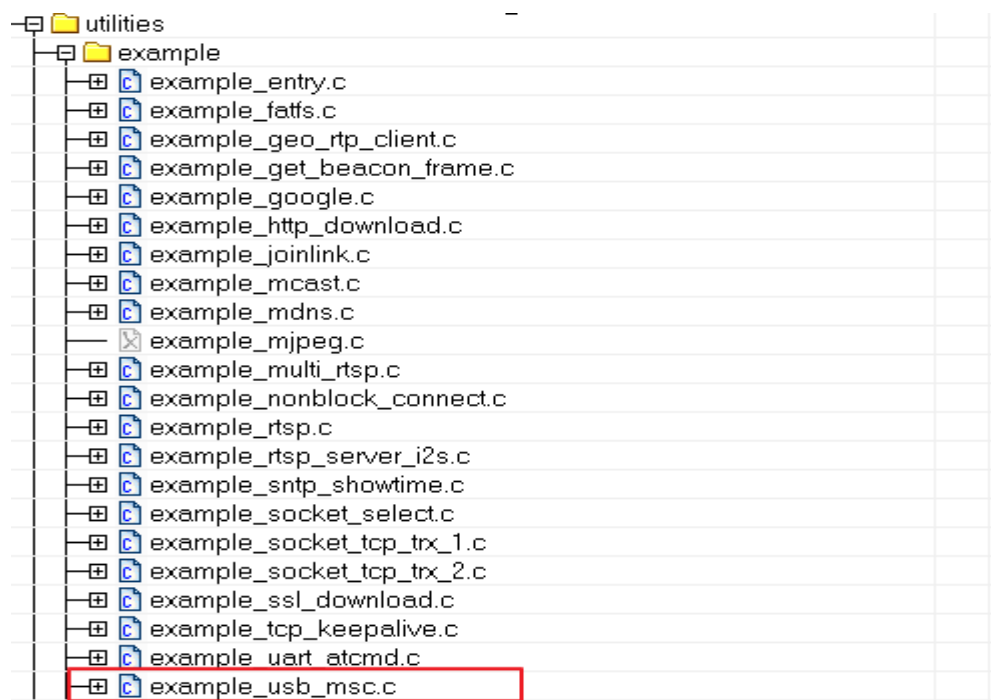 utilities
example
example_entry.c
example_fatfs.c
example_geo_rtp_client.c
example_get_beacon_frame.c
example_google.c
example_http_download.c
example_joinlink.c
example_mcast.c
example_mdns.c
example_mjpeg.c
example_multi_rtsp.c
example_nonblock_connect.c
example_rtsp.c
example_rtsp_server_i2s.c
example_sntp_showtime.c
example_socket_select.c
example_socket_tcp_trx_1.c
example_socket_tcp_trx_2.c
example_ssl_download.c
example_tcp_keepalive.c
example_uart_atcmd.c
example_usb_msc.c